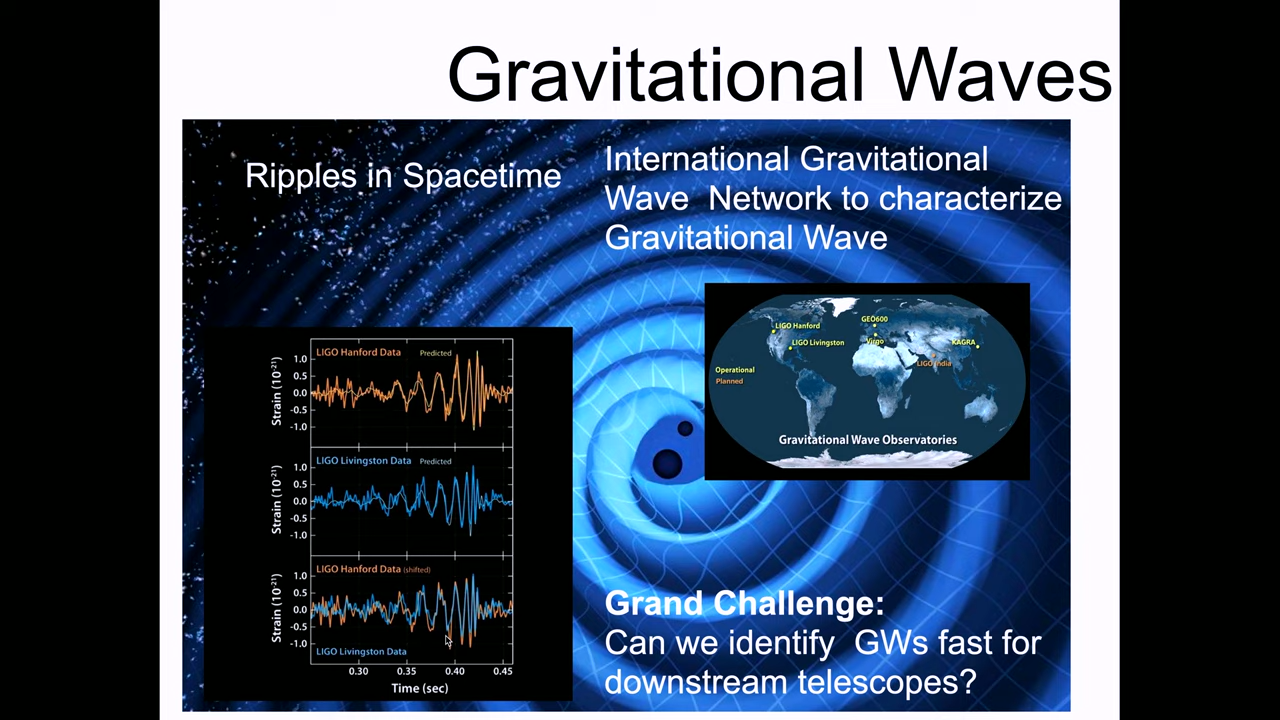 Gravitational Waves
Ripples in Spacetime
International Gravitational
Wave Network to characterize
Gravitational Wave
LIGO Hanford Data Predicted
1.0
0.5
0.0
-0.5
-1.0
Strain (10⁻²¹)
LIGO Livingston Data Predicted
1.0
0.5
0.0
-0.5
-1.0
Strain (10⁻²¹)
LIGO Hanford Data (shifted)
1.0
0.5
0.0
-0.5
-1.0
Strain (10⁻²¹)
LIGO Livingston Data
0.30 0.35 0.40 0.45
Time (sec)
LIGO Hanford
LIGO Livingston
GEO600
Virgo
KAGRA
LIGO India
Operational
Planned
Gravitational Wave Observatories
Grand Challenge:
Can we identify GWs fast for
downstream telescopes?